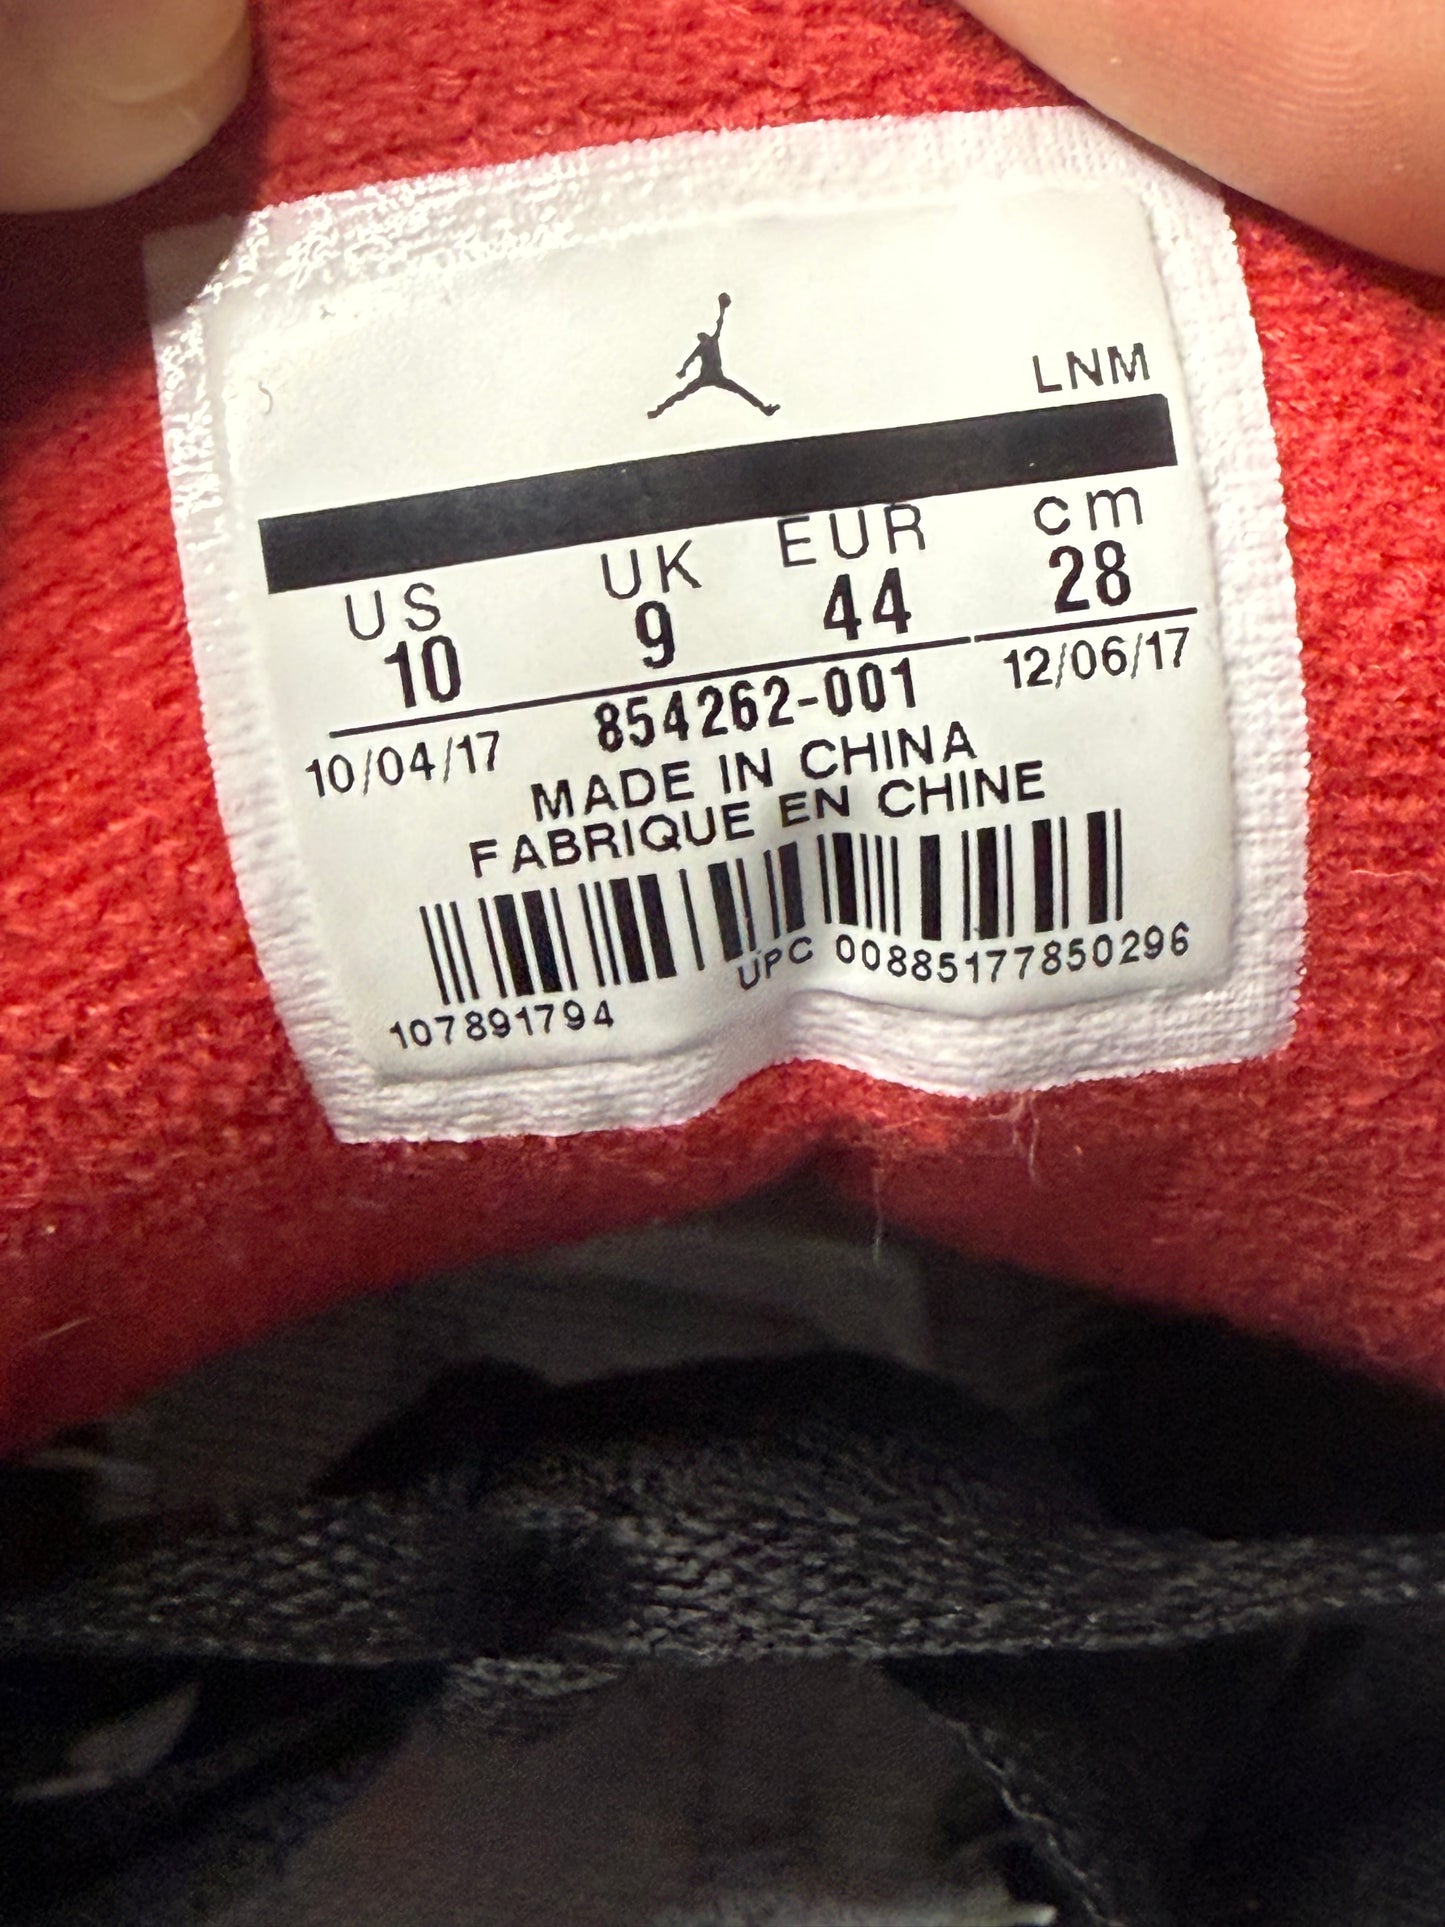 LNM
US UK EUR cm
10 9 44 28
10/04/17 854262-001 12/06/17
MADE IN CHINA
FABRIQUE EN CHINE
107891794 UPC 00885177850296